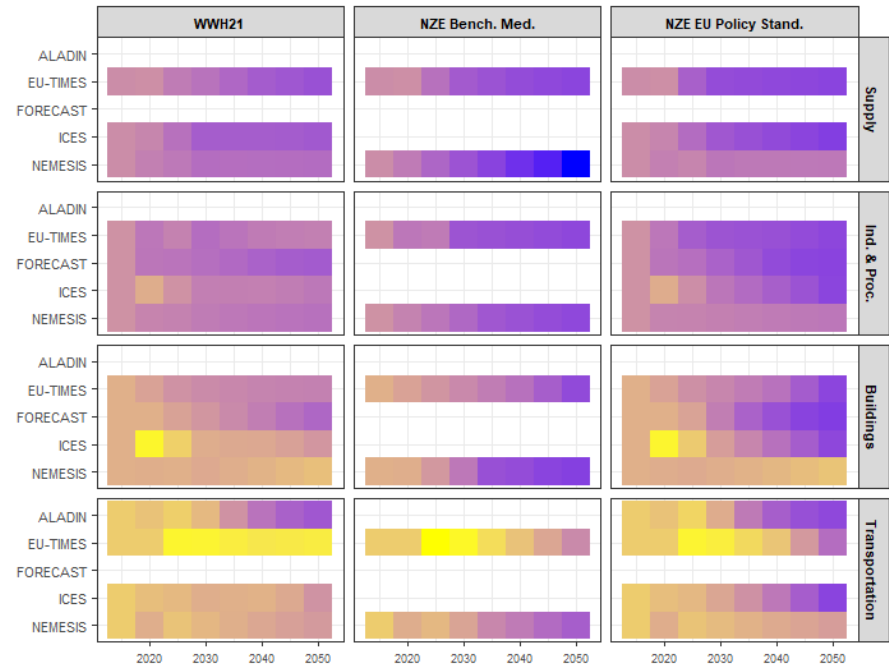 WWH21 NZE Bench. Med. NZE EU Policy Stand.
ALADIN
EU-TIMES
FORECAST
ICES
NEMESIS
Supply
ALADIN
EU-TIMES
FORECAST
ICES
NEMESIS
Ind. & Proc.
ALADIN
EU-TIMES
FORECAST
ICES
NEMESIS
Buildings
ALADIN
EU-TIMES
FORECAST
ICES
NEMESIS
Transportation
2020 2030 2040 2050 2020 2030 2040 2050 2020 2030 2040 2050